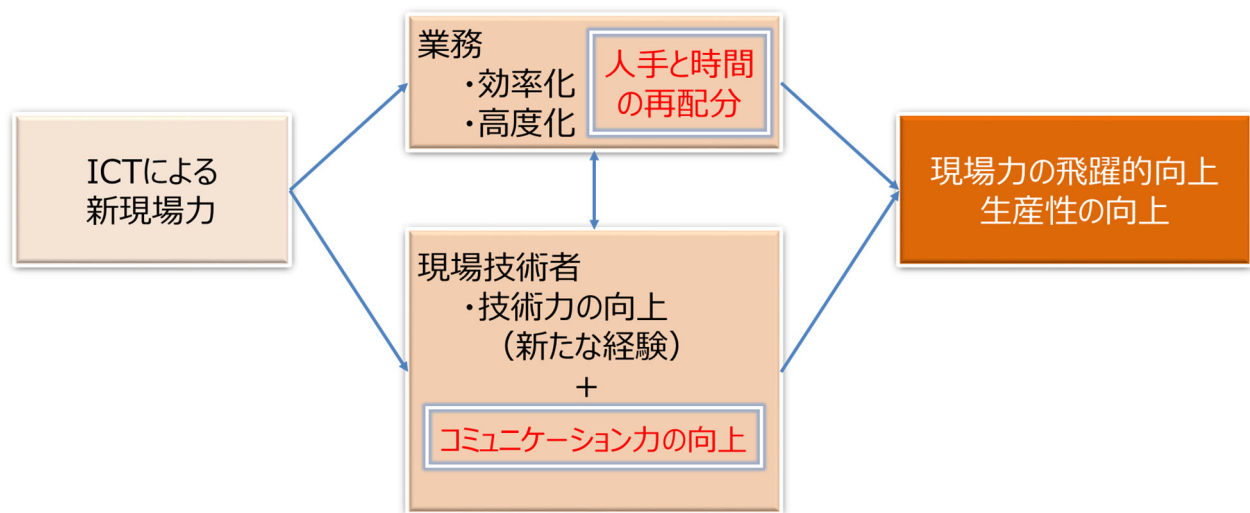 ICTによる
新現場力
業務
・効率化
・高度化
人手と時間
の再配分
現場技術者
・技術力の向上
（新たな経験）
+
コミュニケーション力の向上
現場力の飛躍的向上
生産性の向上